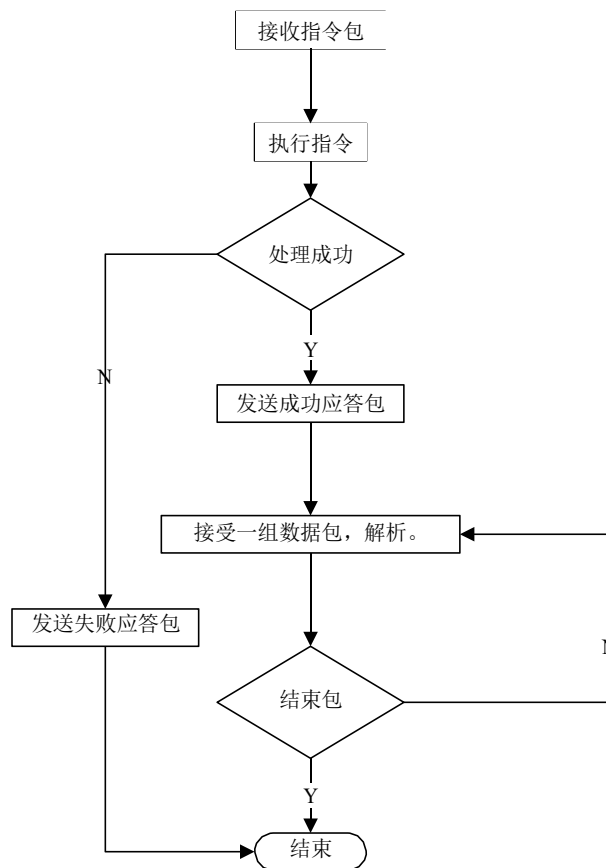 接收指令包
执行指令
处理成功
Y
N
发送成功应答包
接受一组数据包，解析。
发送失败应答包
N
结束包
Y
结束